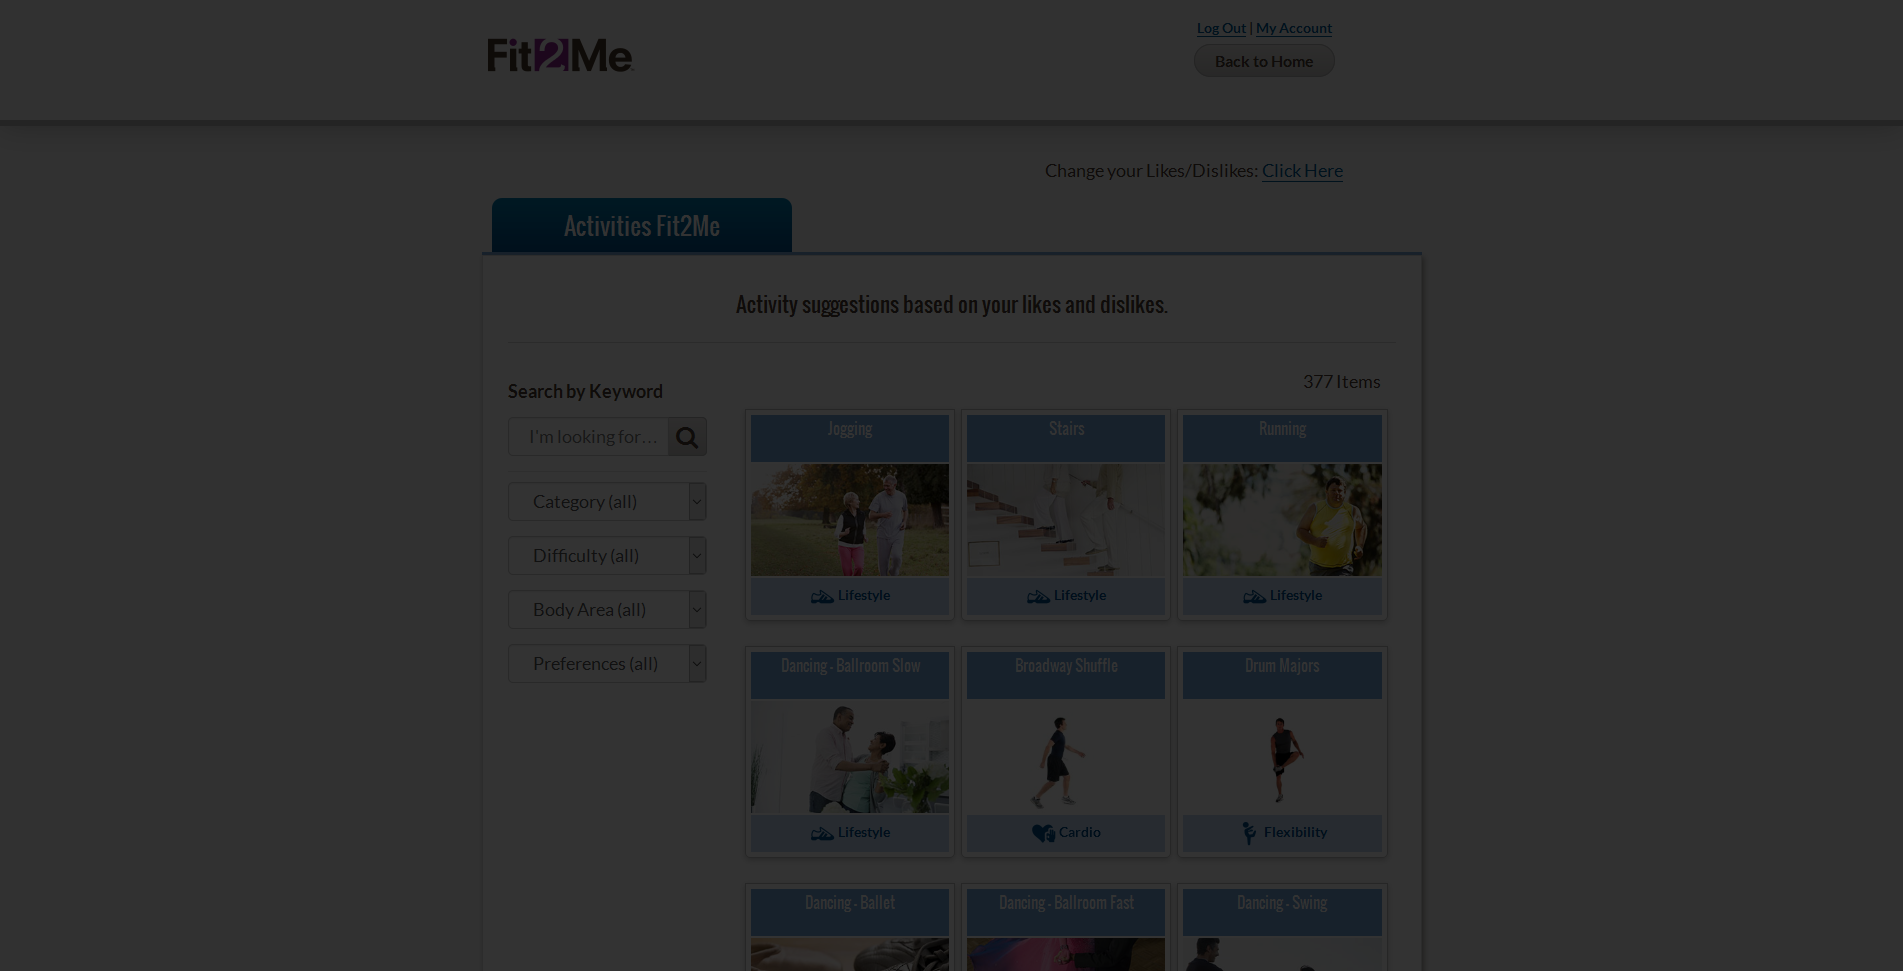 Log Out | My Account
Fit2Me
Back to Home
Change your Likes/Dislikes: Click Here
Activities Fit2Me
Activity suggestions based on your likes and dislikes.
377 Items
Search by Keyword
I'm looking for...
Category (all)
Difficulty (all)
Body Area (all)
Preferences (all)
Jogging
Stairs
Running
Lifestyle
Lifestyle
Lifestyle
Dancing - Ballroom Slow
Broadway Shuffle
Drum Majors
Lifestyle
Cardio
Flexibility
Dancing - Ballet
Dancing - Ballroom Fast
Dancing - Swing